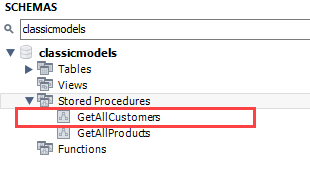 SCHEMAS
classicmodels
classicmodels
Tables
Views
Stored Procedures
GetAllCustomers
GetAllProducts
Functions